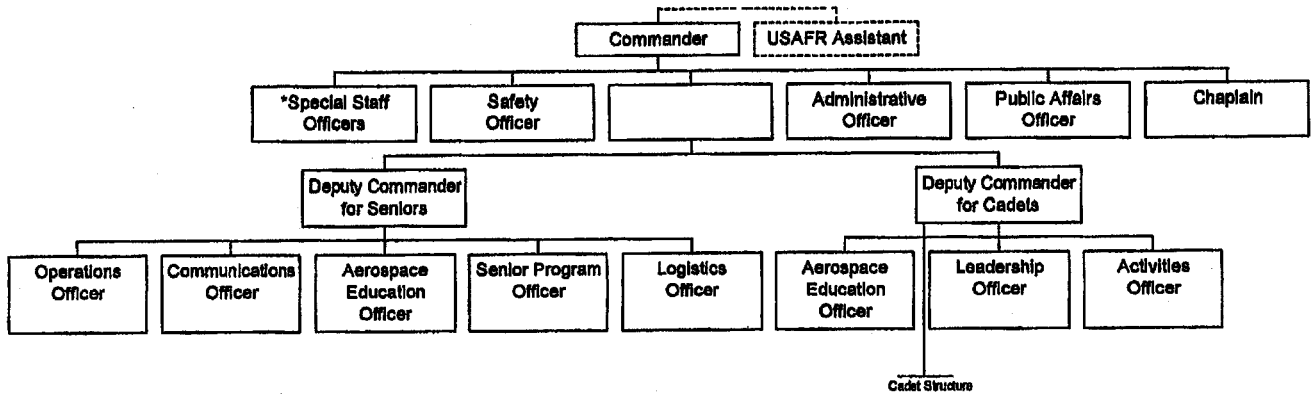 Commander
USAFR Assistant
*Special Staff
Officers
Safety
Officer
Administrative
Officer
Public Affairs
Officer
Chaplain
Deputy Commander
for Seniors
Deputy Commander
for Cadets
Operations
Officer
Communications
Officer
Aerospace
Education
Officer
Senior Program
Officer
Logistics
Officer
Aerospace
Education
Officer
Leadership
Officer
Activities
Officer
Cadet Structure